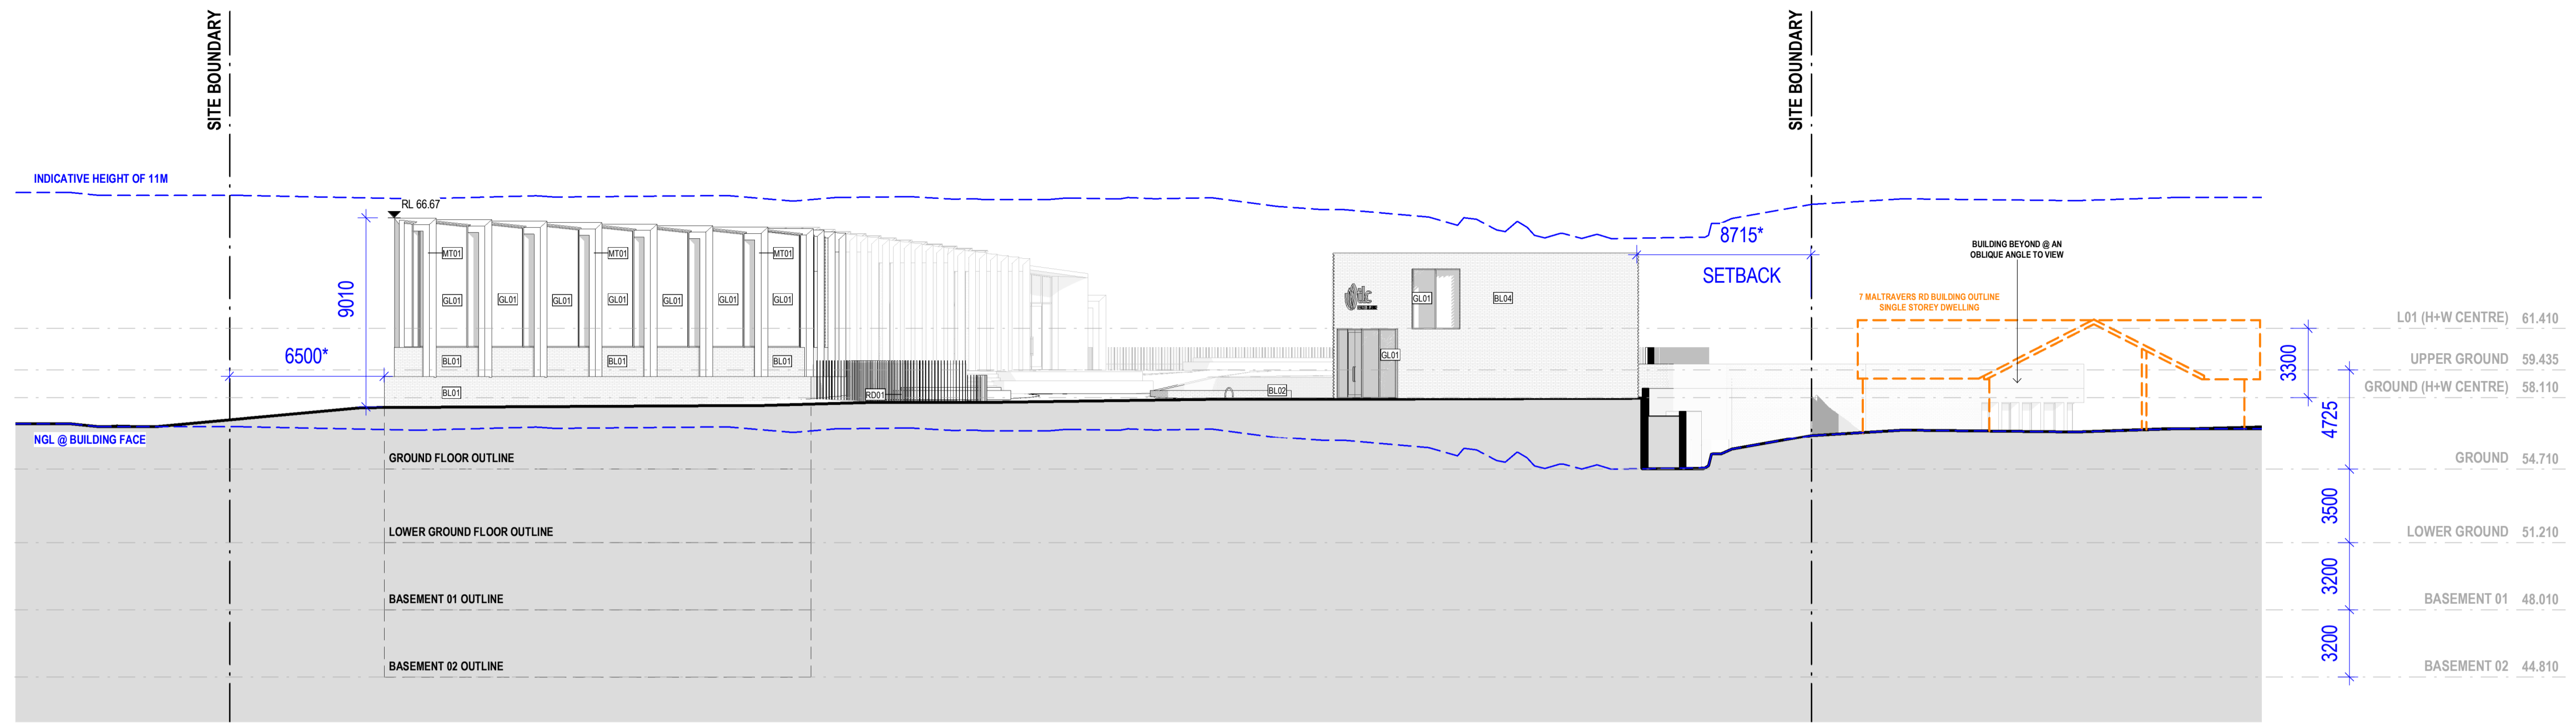 SITE BOUNDARY
SITE BOUNDARY
INDICATIVE HEIGHT OF 11M
RL 66.67
8715*
SETBACK
BUILDING BEYOND @ AN
OBLIQUE ANGLE TO VIEW
MT01
MT01
MT01
9010
GL01
GL01
GL01
GL01
GL01
GL01
GL01
GL01
BL04
7 MALTRAVERS RD BUILDING OUTLINE
SINGLE STOREY DWELLING
L01 (H+W CENTRE) 61.410
6500*
BL01
BL01
BL01
GL01
3300
UPPER GROUND 59.435
GROUND (H+W CENTRE) 58.110
BL01
RD01
BL02
4725
NGL @ BUILDING FACE
GROUND FLOOR OUTLINE
GROUND 54.710
3500
LOWER GROUND FLOOR OUTLINE
LOWER GROUND 51.210
3200
BASEMENT 01 OUTLINE
BASEMENT 01 48.010
3200
BASEMENT 02 OUTLINE
BASEMENT 02 44.810